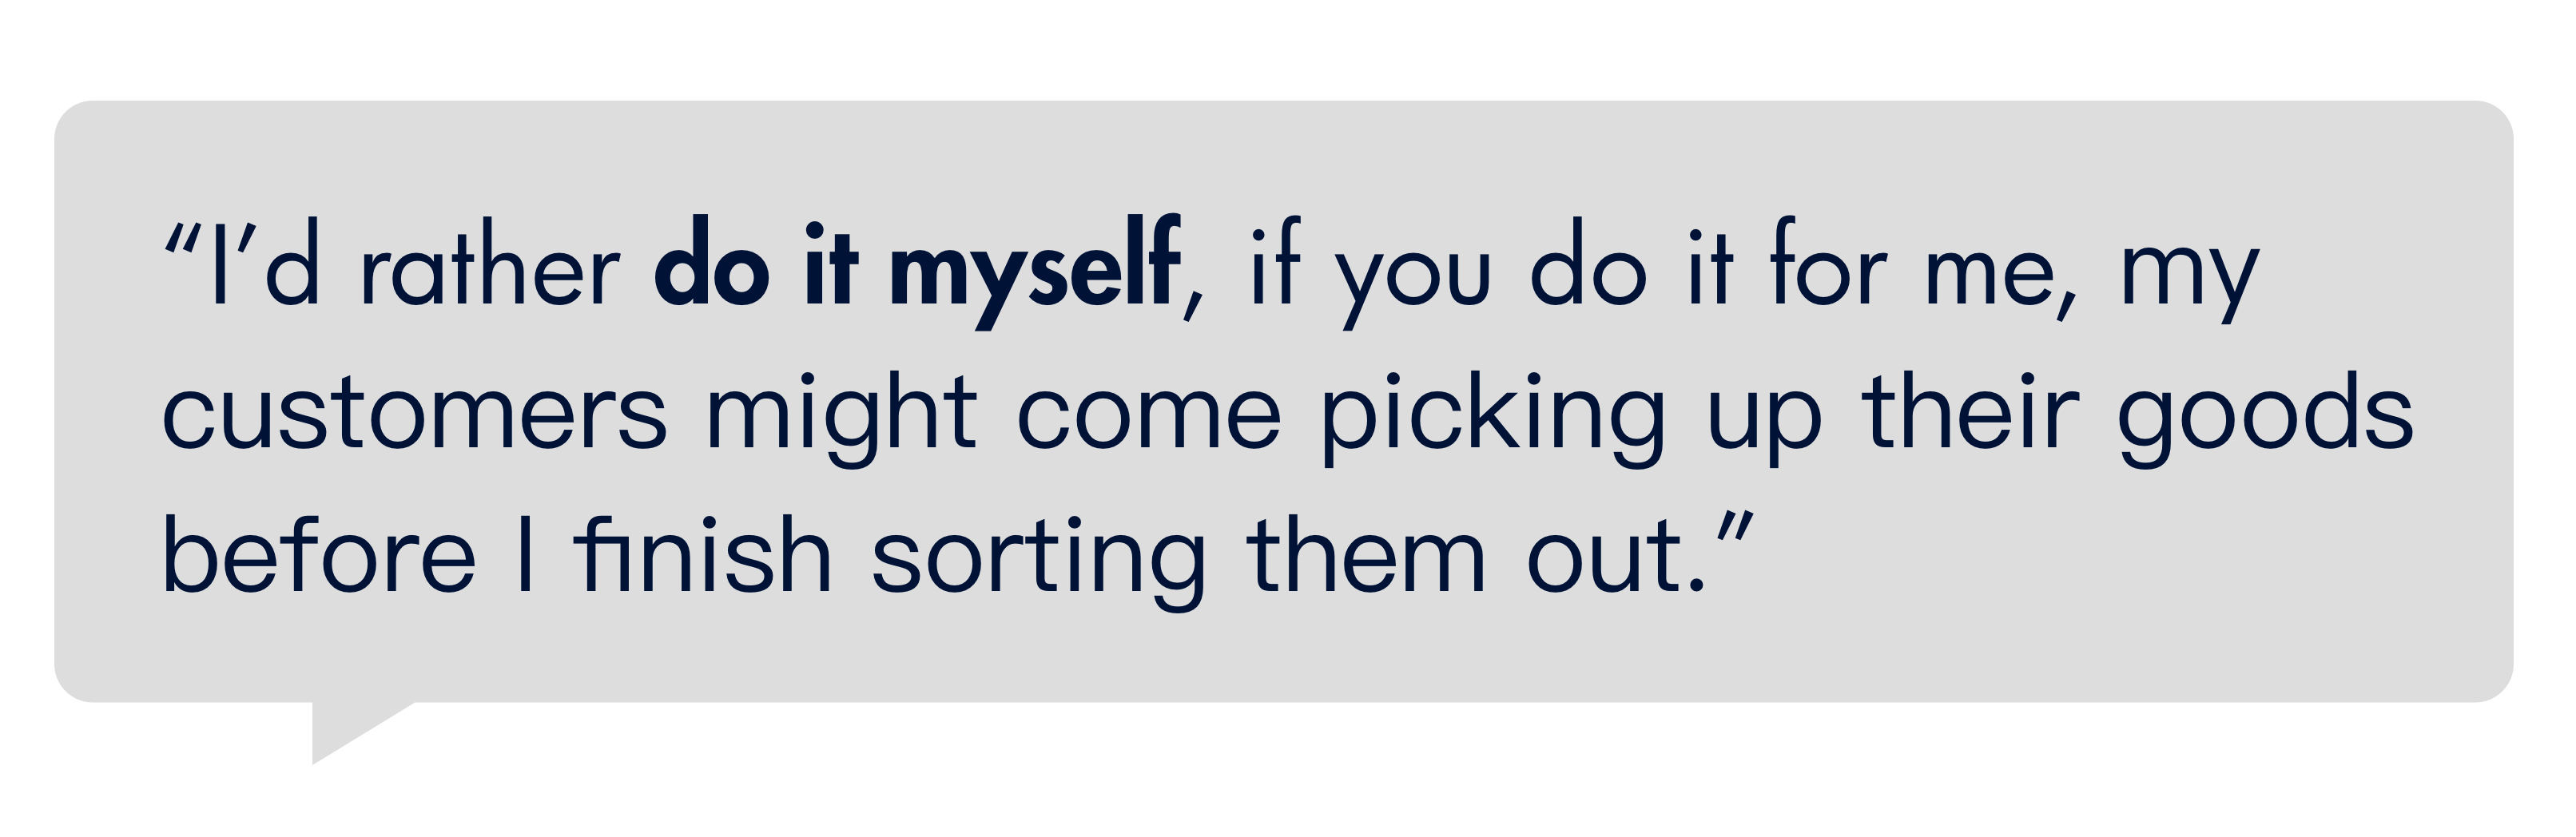 “I’d rather do it myself, if you do it for me, my
customers might come picking up their goods
before I finish sorting them out.”